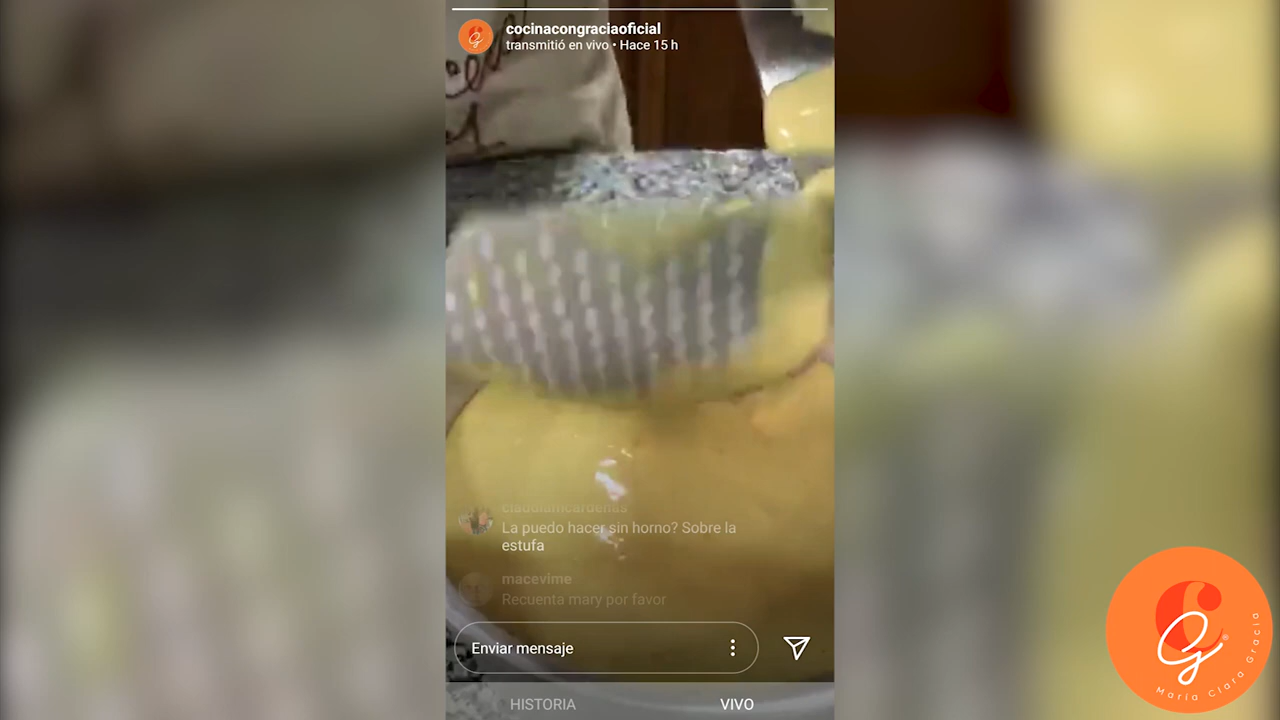 cocinacongraciaoficial
transmitió en vivo • Hace 15 h
La puedo hacer sin horno? Sobre la
estufa
macevime
Recuenta mary por favor
Enviar mensaje
HISTORIA
VIVO
María Clara Gracia